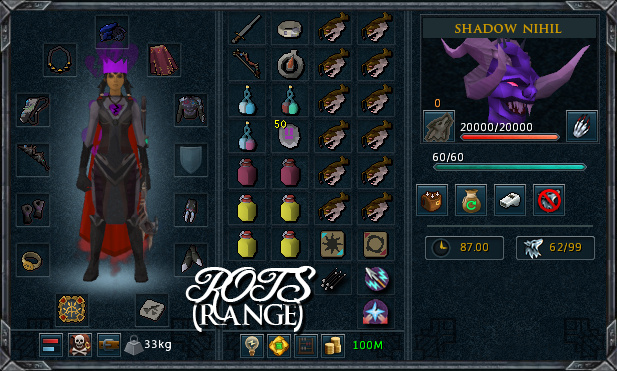 SHADOW NIHIL
0
20000/20000
50
60/60
87.00
62/99
ROTS
(RANGE)
33kg
100M